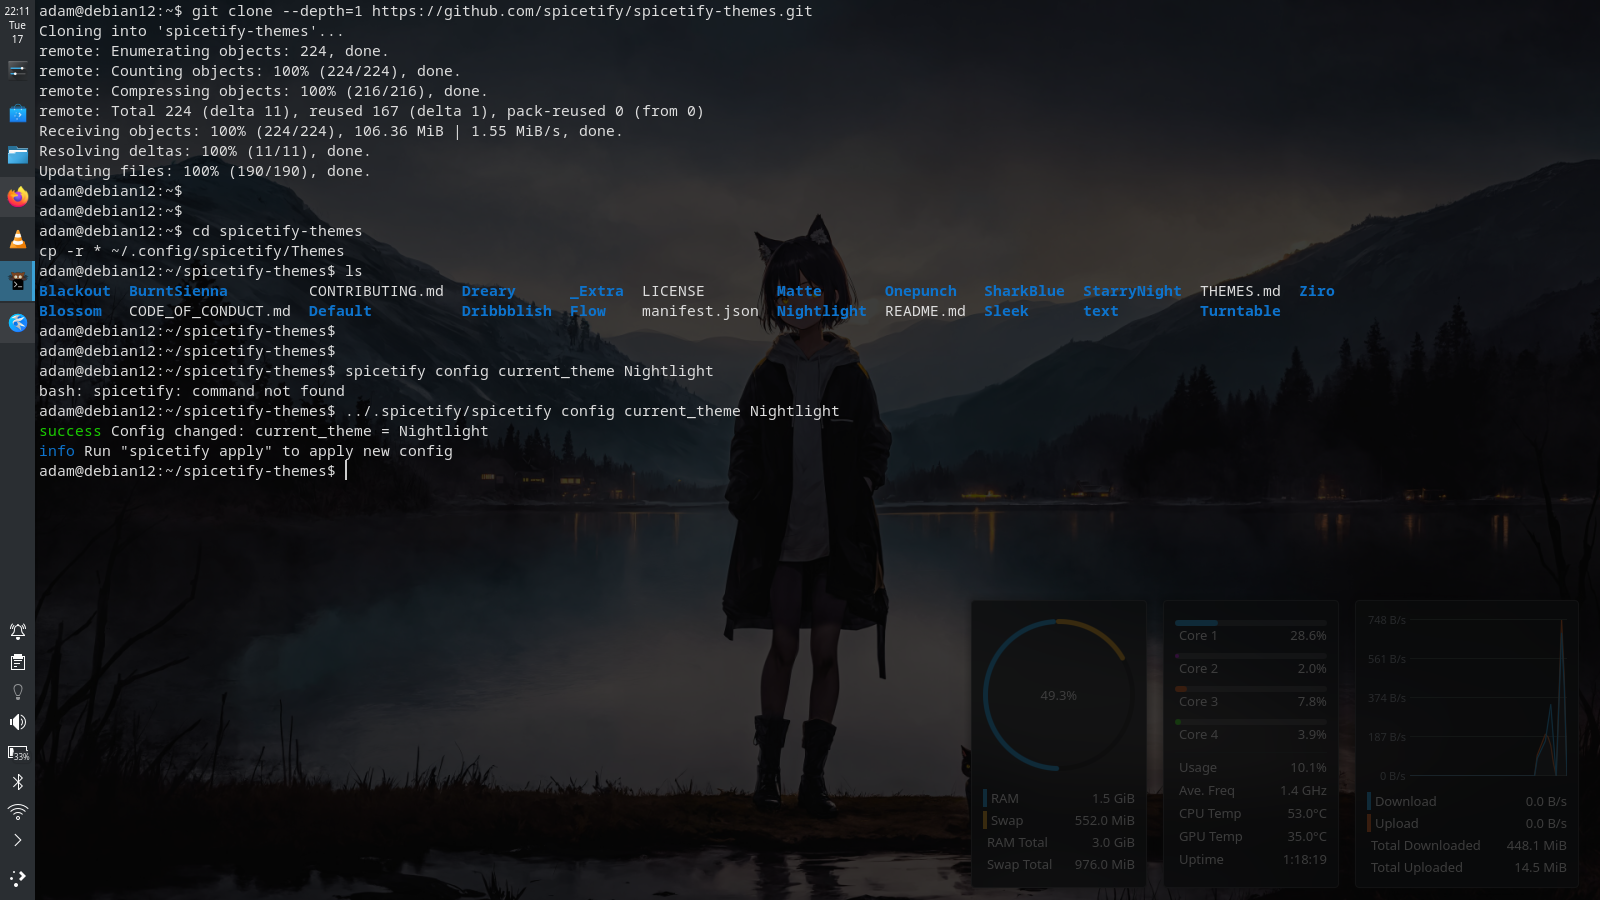 22:11
Tue
17
33%
adam@debian12:~$ git clone --depth=1 https://github.com/spicetify/spicetify-themes.git
Cloning into 'spicetify-themes'...
remote: Enumerating objects: 224, done.
remote: Counting objects: 100% (224/224), done.
remote: Compressing objects: 100% (216/216), done.
remote: Total 224 (delta 11), reused 167 (delta 1), pack-reused 0 (from 0)
Receiving objects: 100% (224/224), 106.36 MiB | 1.55 MiB/s, done.
Resolving deltas: 100% (11/11), done.
Updating files: 100% (190/190), done.
adam@debian12:~$
adam@debian12:~$
adam@debian12:~$ cd spicetify-themes
cp -r * ~/.config/spicetify/Themes
adam@debian12:~/spicetify-themes$ ls
Blackout BurntSienna CONTRIBUTING.md Dreary _Extra LICENSE Matte Onepunch SharkBlue StarryNight THEMES.md Ziro
Blossom CODE_OF_CONDUCT.md Default Dribbblish Flow manifest.json Nightlight README.md Sleek text Turntable
adam@debian12:~/spicetify-themes$
adam@debian12:~/spicetify-themes$
adam@debian12:~/spicetify-themes$ spicetify config current_theme Nightlight
bash: spicetify: command not found
adam@debian12:~/spicetify-themes$ ../.spicetify/spicetify config current_theme Nightlight
success Config changed: current_theme = Nightlight
info Run "spicetify apply" to apply new config
adam@debian12:~/spicetify-themes$
49.3%
RAM 1.5 GiB
Swap 552.0 MiB
RAM Total 3.0 GiB
Swap Total 976.0 MiB
Core 1 28.6%
Core 2 2.0%
Core 3 7.8%
Core 4 3.9%
Usage 10.1%
Ave. Freq 1.4 GHz
CPU Temp 53.0°C
GPU Temp 35.0°C
Uptime 1:18:19
748 B/s
561 B/s
374 B/s
187 B/s
0 B/s
Download 0.0 B/s
Upload 0.0 B/s
Total Downloaded 448.1 MiB
Total Uploaded 14.5 MiB